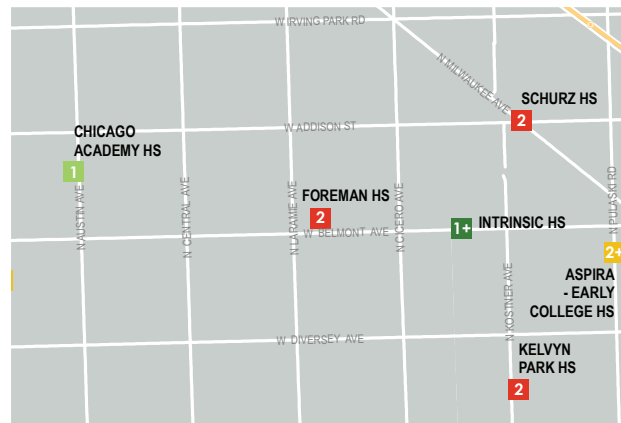 W IRVING PARK RD
N MILWAUKEE AVE
SCHURZ HS
2
W ADDISON ST
CHICAGO
ACADEMY HS
1
N AUSTIN AVE
N CENTRAL AVE
N LARAMIE AVE
FOREMAN HS
2
N CICERO AVE
W BELMONT AVE
1+
INTRINSIC HS
N PULASKI RD
2+
ASPIRA
- EARLY
COLLEGE HS
N KOSTNER AVE
W DIVERSEY AVE
KELVYN
PARK HS
2